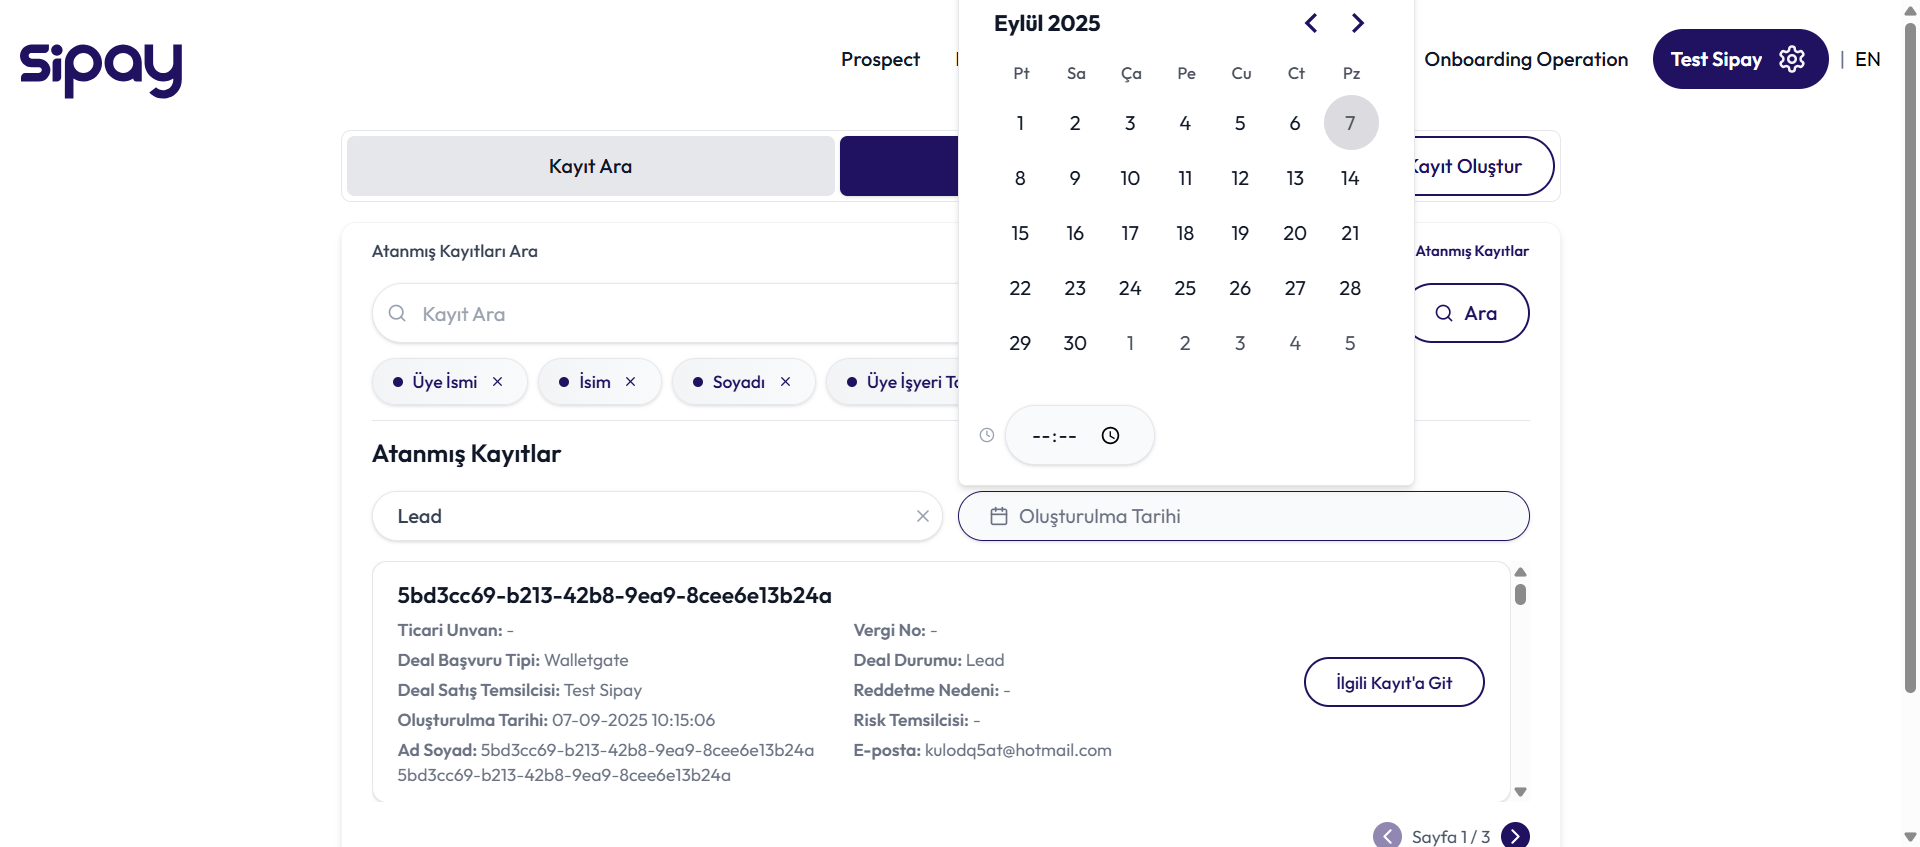 sipay
Prospect
Onboarding Operation
Test Sipay
| EN
Eylül 2025
Pt Sa Ça Pe Cu Ct Pz
1 2 3 4 5 6 7
8 9 10 11 12 13 14
15 16 17 18 19 20 21
22 23 24 25 26 27 28
29 30 1 2 3 4 5
--:--
Kayıt Ara
Kayıt Oluştur
Atanmış Kayıtları Ara
Atanmış Kayıtlar
Kayıt Ara
Ara
Üye İsmi ×
İsim ×
Soyadı ×
Üye İşyeri
Atanmış Kayıtlar
Lead
Oluşturulma Tarihi
5bd3cc69-b213-42b8-9ea9-8cee6e13b24a
Ticari Unvan: -
Vergi No: -
Deal Başvuru Tipi: Walletgate
Deal Durumu: Lead
Deal Satış Temsilcisi: Test Sipay
Reddetme Nedeni: -
Oluşturulma Tarihi: 07-09-2025 10:15:06
Risk Temsilcisi: -
Ad Soyad: 5bd3cc69-b213-42b8-9ea9-8cee6e13b24a
5bd3cc69-b213-42b8-9ea9-8cee6e13b24a
E-posta: kulodq5at@hotmail.com
İlgili Kayıt'a Git
Sayfa 1 / 3